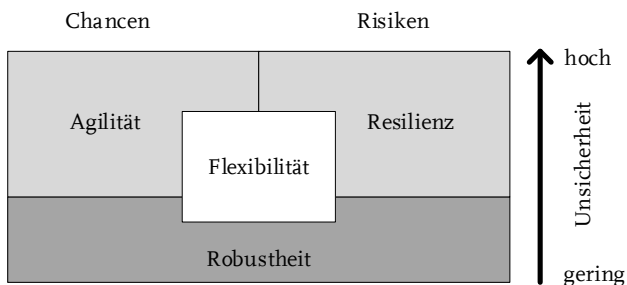 Chancen
Risiken
hoch
Agilität
Resilienz
Flexibilität
Unsicherheit
Robustheit
gering